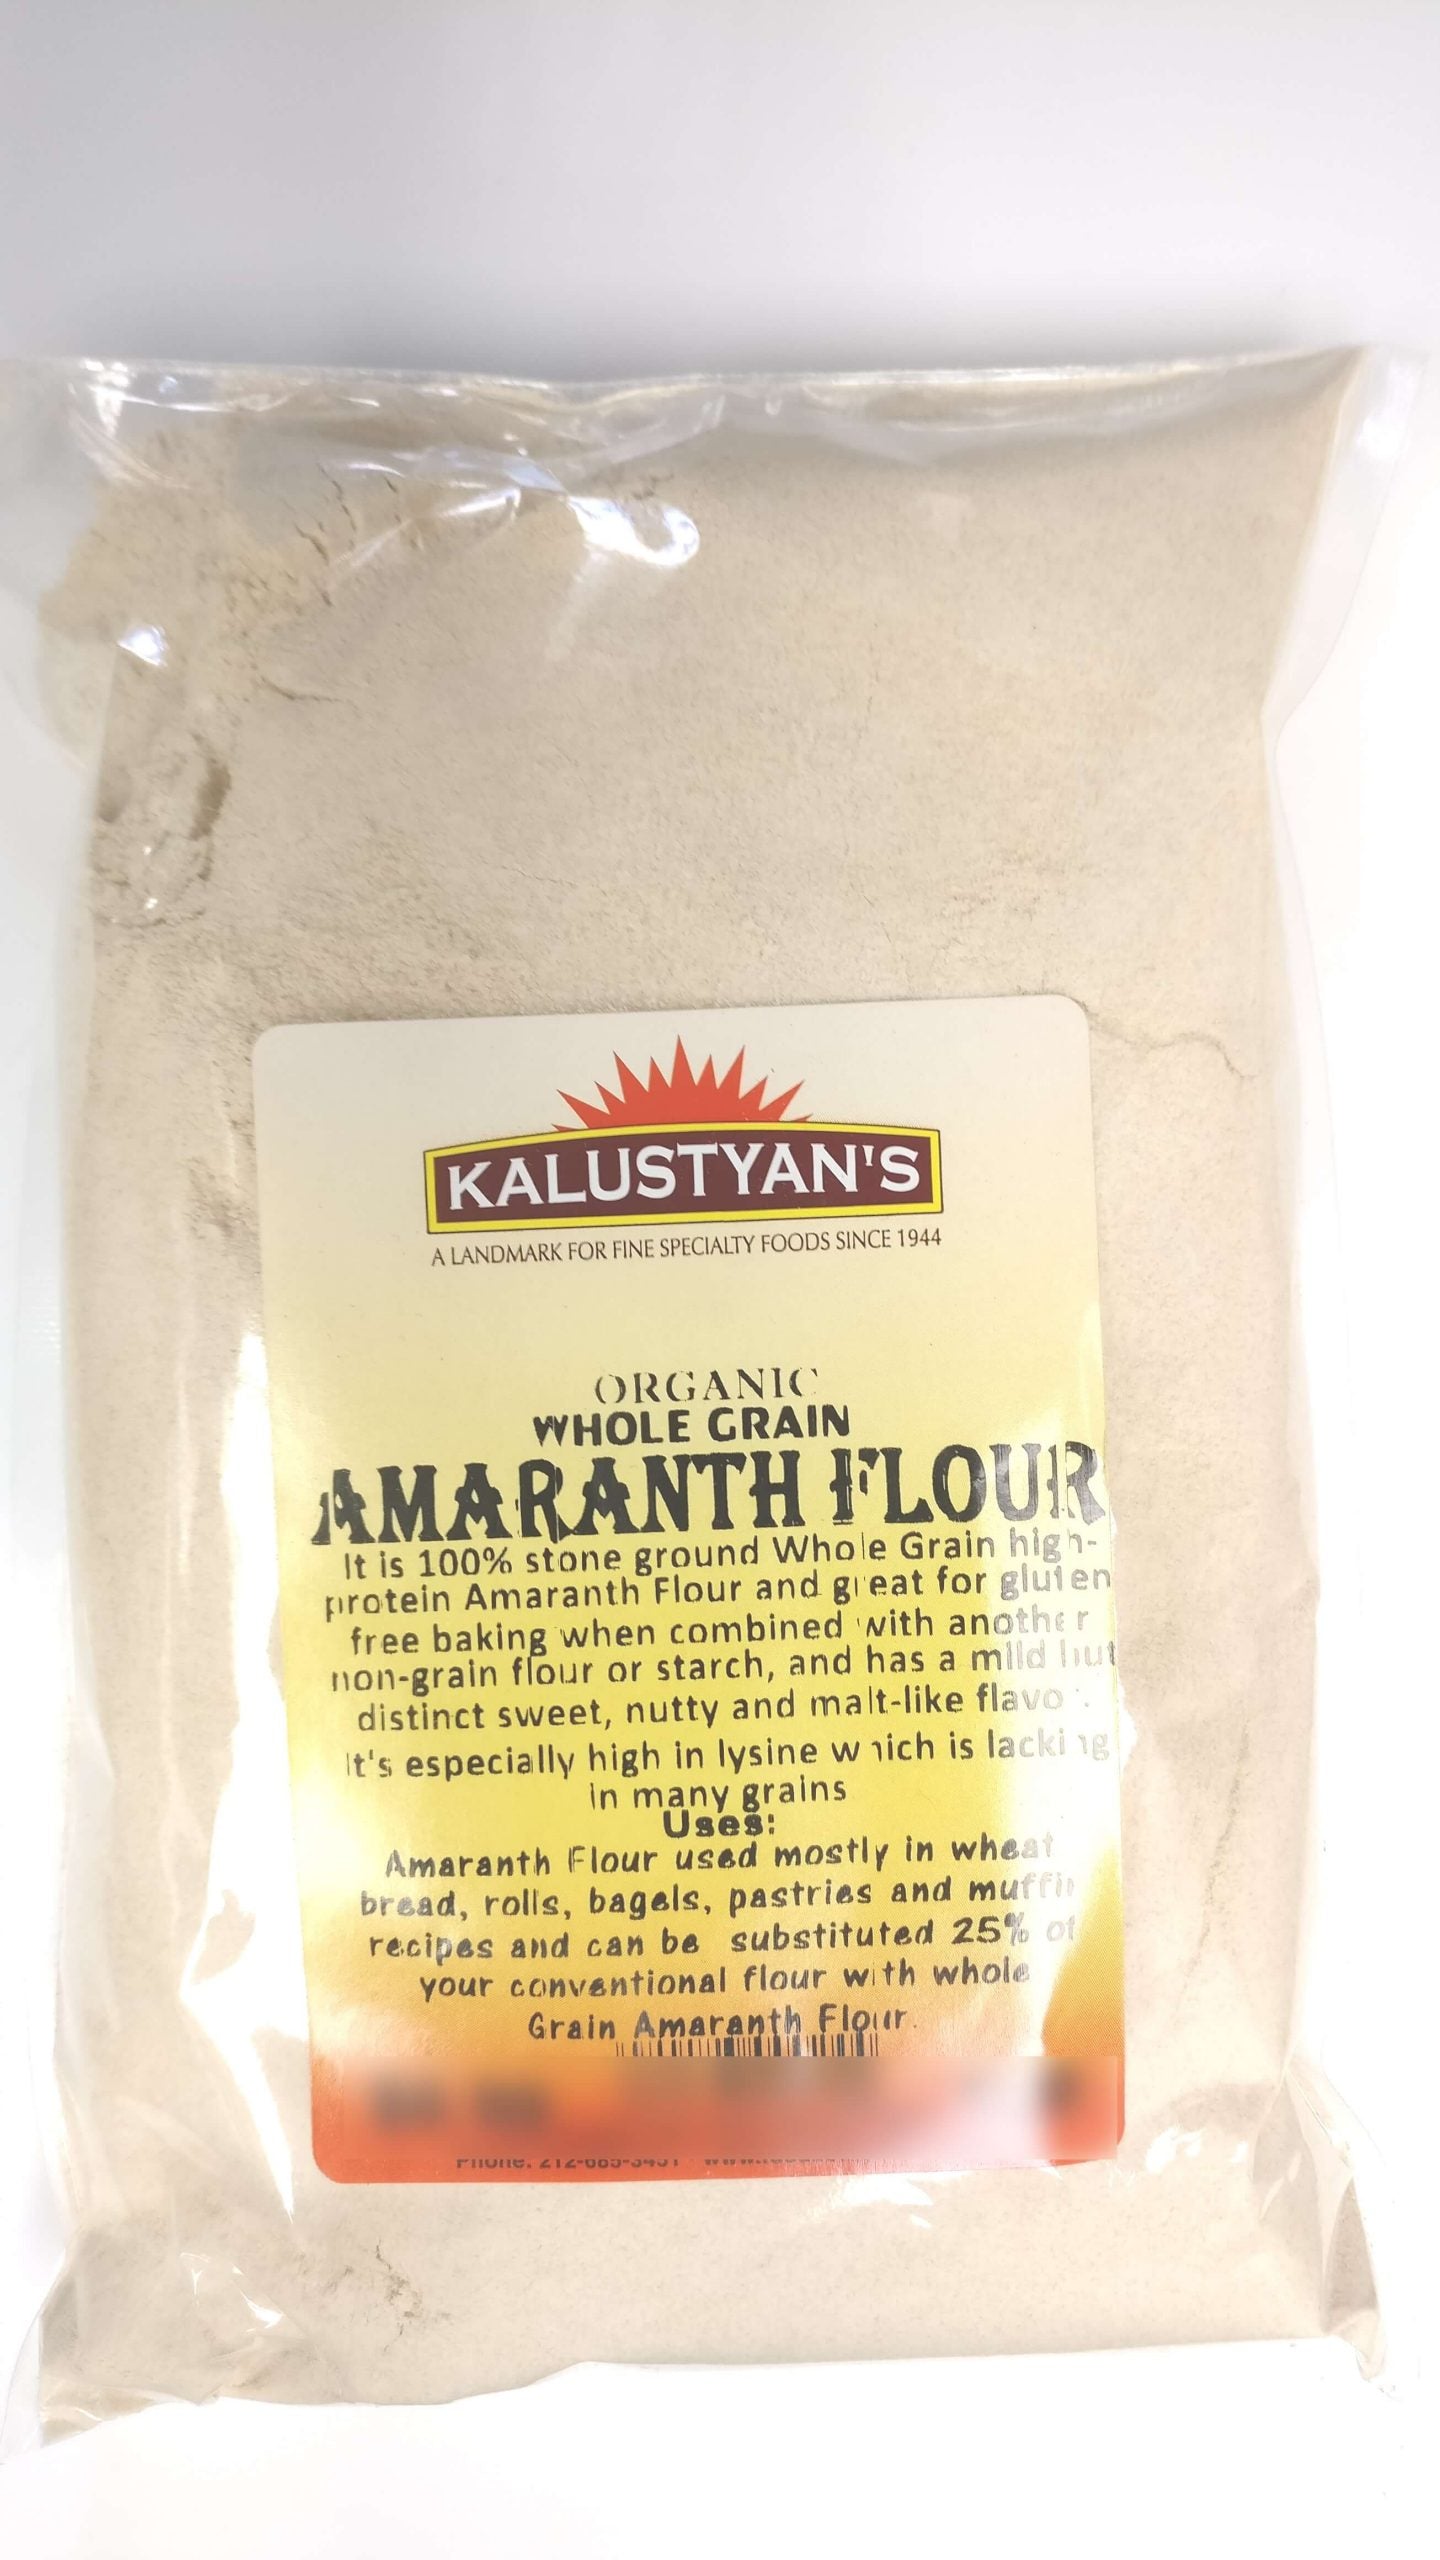 KALUSTYAN'S
A LANDMARK FOR FINE SPECIALTY FOODS SINCE 1944
ORGANIC
WHOLE GRAIN
AMARANTH FLOUR
It is 100% stone ground Whole Grain high-
protein Amaranth Flour and great for gluten
free baking when combined with another
non-grain flour or starch, and has a mild but
distinct sweet, nutty and malt-like flavor.
It's especially high in lysine which is lacking
in many grains
Uses:
Amaranth Flour used mostly in wheat
bread, rolls, bagels, pastries and muffin
recipes and can be substituted 25% of
your conventional flour with whole
Grain Amaranth Flour.
Phone: